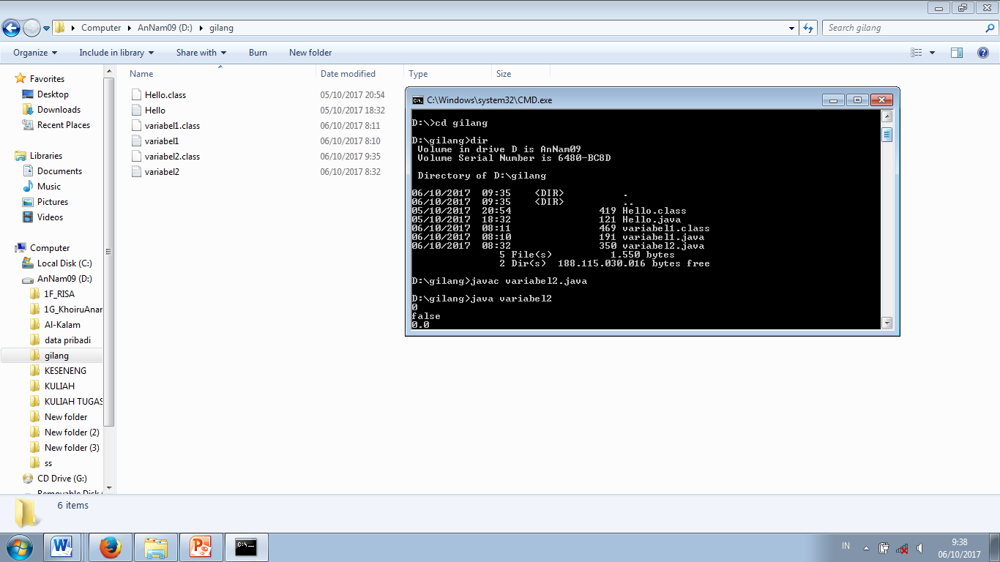 Computer AnNam09 (D:) gilang
Search gilang
Organize Include in library Share with Burn New folder
Favorites
Desktop
Downloads
Recent Places
Libraries
Documents
Music
Pictures
Videos
Computer
Local Disk (C:)
AnNam09 (D:)
1F_RISA
1G_KhoiruAnar
Al-Kalam
data pribadi
gilang
KESENENG
KULIAH
KULIAH TUGAS
New folder
New folder (2)
New folder (3)
ss
CD Drive (G:)
Removable Disk (
Name Date modified Type Size
Hello.class 05/10/2017 20:54
Hello 05/10/2017 18:32
variabel1.class 06/10/2017 8:11
variabel1 06/10/2017 8:10
variabel2.class 06/10/2017 9:35
variabel2 06/10/2017 8:32
C:\Windows\system32\CMD.exe
D:\>cd gilang
D:\gilang>dir
Volume in drive D is AnNam09
Volume Serial Number is 6480-BC8D
Directory of D:\gilang
06/10/2017 09:35 <DIR> .
06/10/2017 09:35 <DIR> ..
05/10/2017 20:54 419 Hello.class
05/10/2017 18:32 121 Hello.java
06/10/2017 08:11 469 variabel1.class
06/10/2017 08:10 191 variabel1.java
06/10/2017 08:32 350 variabel2.java
5 File(s) 1.550 bytes
2 Dir(s) 188.115.030.016 bytes free
D:\gilang>javac variabel2.java
D:\gilang>java variabel2
0
false
0.0
6 items
IN
9:38
06/10/2017